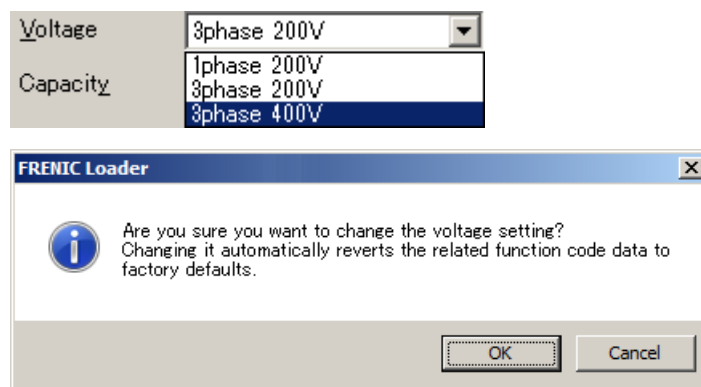 Voltage
3phase 200V
1phase 200V
Capacity
3phase 200V
3phase 400V
FRENIC Loader
Are you sure you want to change the voltage setting?
Changing it automatically reverts the related function code data to
factory defaults.
OK
Cancel